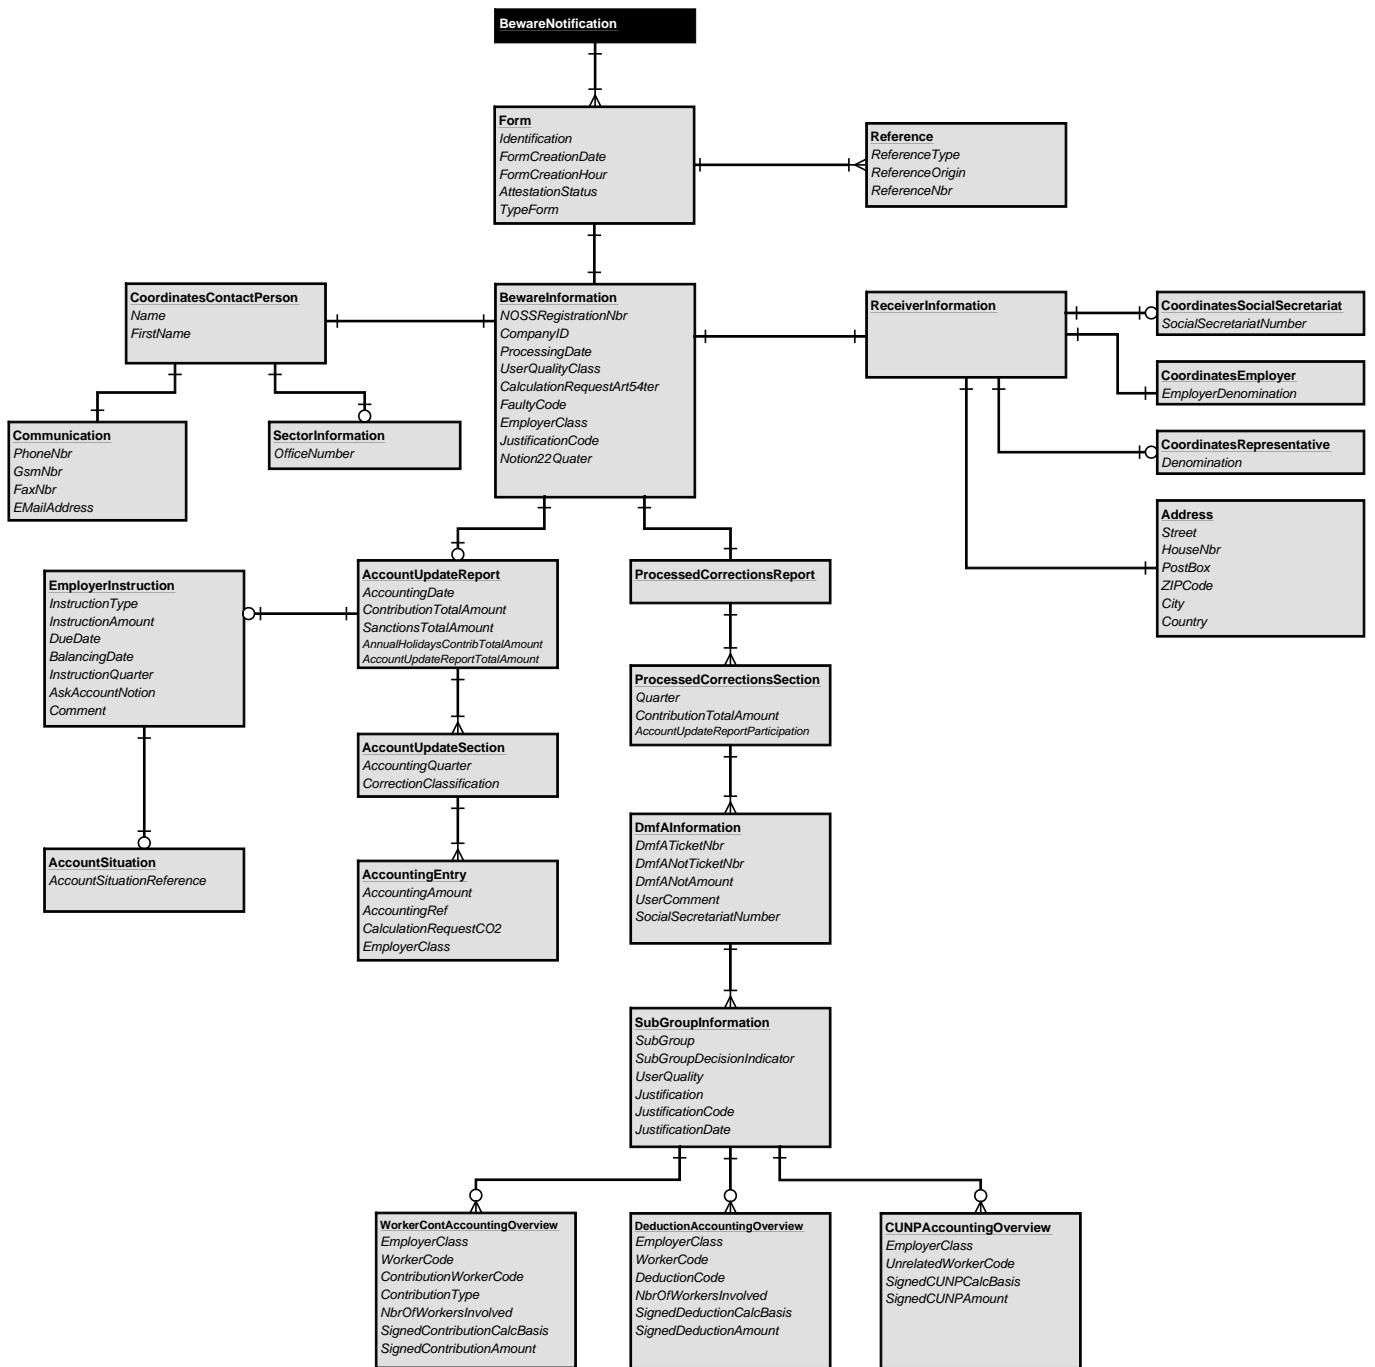 BewareNotification
Form
Identification
FormCreationDate
FormCreationHour
AttestationStatus
TypeForm
Reference
ReferenceType
ReferenceOrigin
ReferenceNbr
CoordinatesContactPerson
Name
FirstName
BewareInformation
NOSSRegistrationNbr
CompanyID
ProcessingDate
UserQualityClass
CalculationRequestArt54ter
FaultyCode
EmployerClass
JustificationCode
Notion22Quater
ReceiverInformation
CoordinatesSocialSecretariat
SocialSecretariatNumber
CoordinatesEmployer
EmployerDenomination
CoordinatesRepresentative
Denomination
Address
Street
HouseNbr
PostBox
ZIPCode
City
Country
Communication
PhoneNbr
GsmNbr
FaxNbr
EMailAddress
SectorInformation
OfficeNumber
EmployerInstruction
InstructionType
InstructionAmount
DueDate
BalancingDate
InstructionQuarter
AskAccountNotion
Comment
AccountUpdateReport
AccountingDate
ContributionTotalAmount
SanctionsTotalAmount
AnnualHolidaysContribTotalAmount
AccountUpdateReportTotalAmount
ProcessedCorrectionsReport
ProcessedCorrectionsSection
Quarter
ContributionTotalAmount
AccountUpdateReportParticipation
AccountUpdateSection
AccountingQuarter
CorrectionClassification
AccountSituation
AccountSituationReference
AccountingEntry
AccountingAmount
AccountingRef
CalculationRequestCO2
EmployerClass
DmfAInformation
DmfATicketNbr
DmfANotTicketNbr
DmfANotAmount
UserComment
SocialSecretariatNumber
SubGroupInformation
SubGroup
SubGroupDecisionIndicator
UserQuality
Justification
JustificationCode
JustificationDate
WorkerContAccountingOverview
EmployerClass
WorkerCode
ContributionWorkerCode
ContributionType
NbrOfWorkersInvolved
SignedContributionCalcBasis
SignedContributionAmount
DeductionAccountingOverview
EmployerClass
WorkerCode
DeductionCode
NbrOfWorkersInvolved
SignedDeductionCalcBasis
SignedDeductionAmount
CUNPAccountingOverview
EmployerClass
UnrelatedWorkerCode
SignedCUNPCalcBasis
SignedCUNPAmount